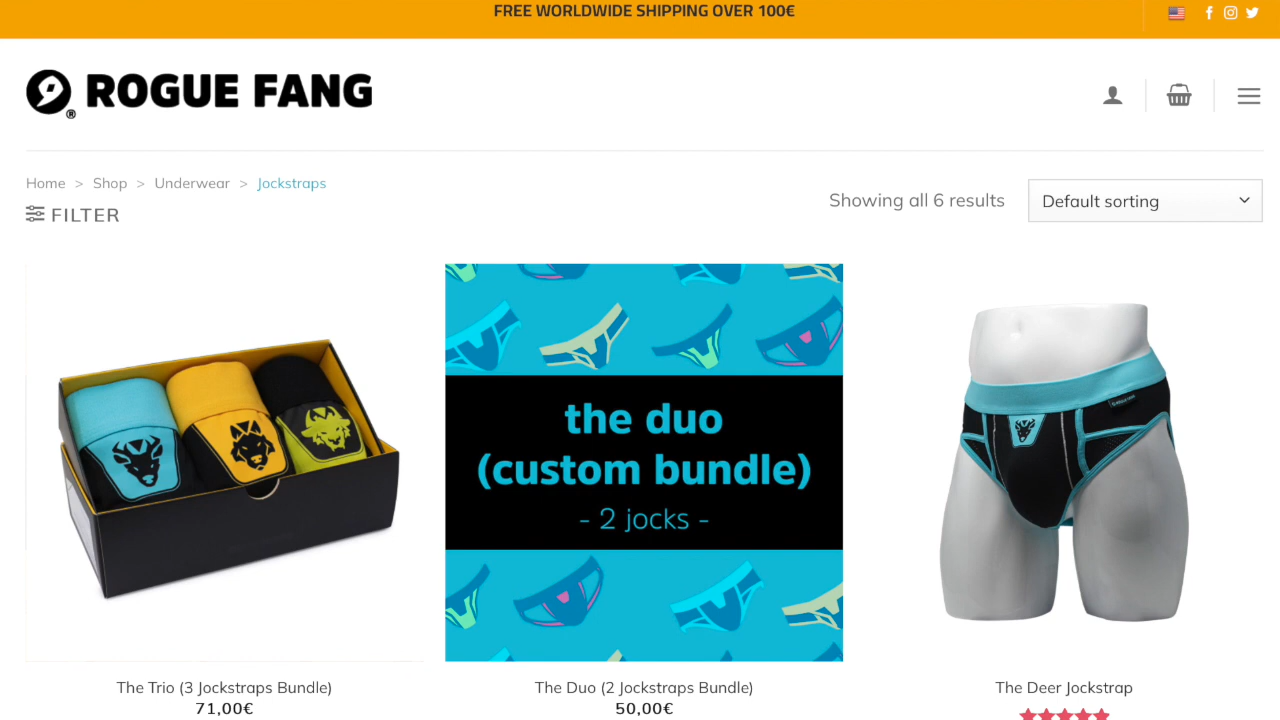 FREE WORLDWIDE SHIPPING OVER 100€
ROGUE FANG
®
Home > Shop > Underwear > Jockstraps
FILTER
Showing all 6 results
Default sorting
the duo
(custom bundle)
- 2 jocks -
The Trio (3 Jockstraps Bundle)
71,00€
The Duo (2 Jockstraps Bundle)
50,00€
The Deer Jockstrap